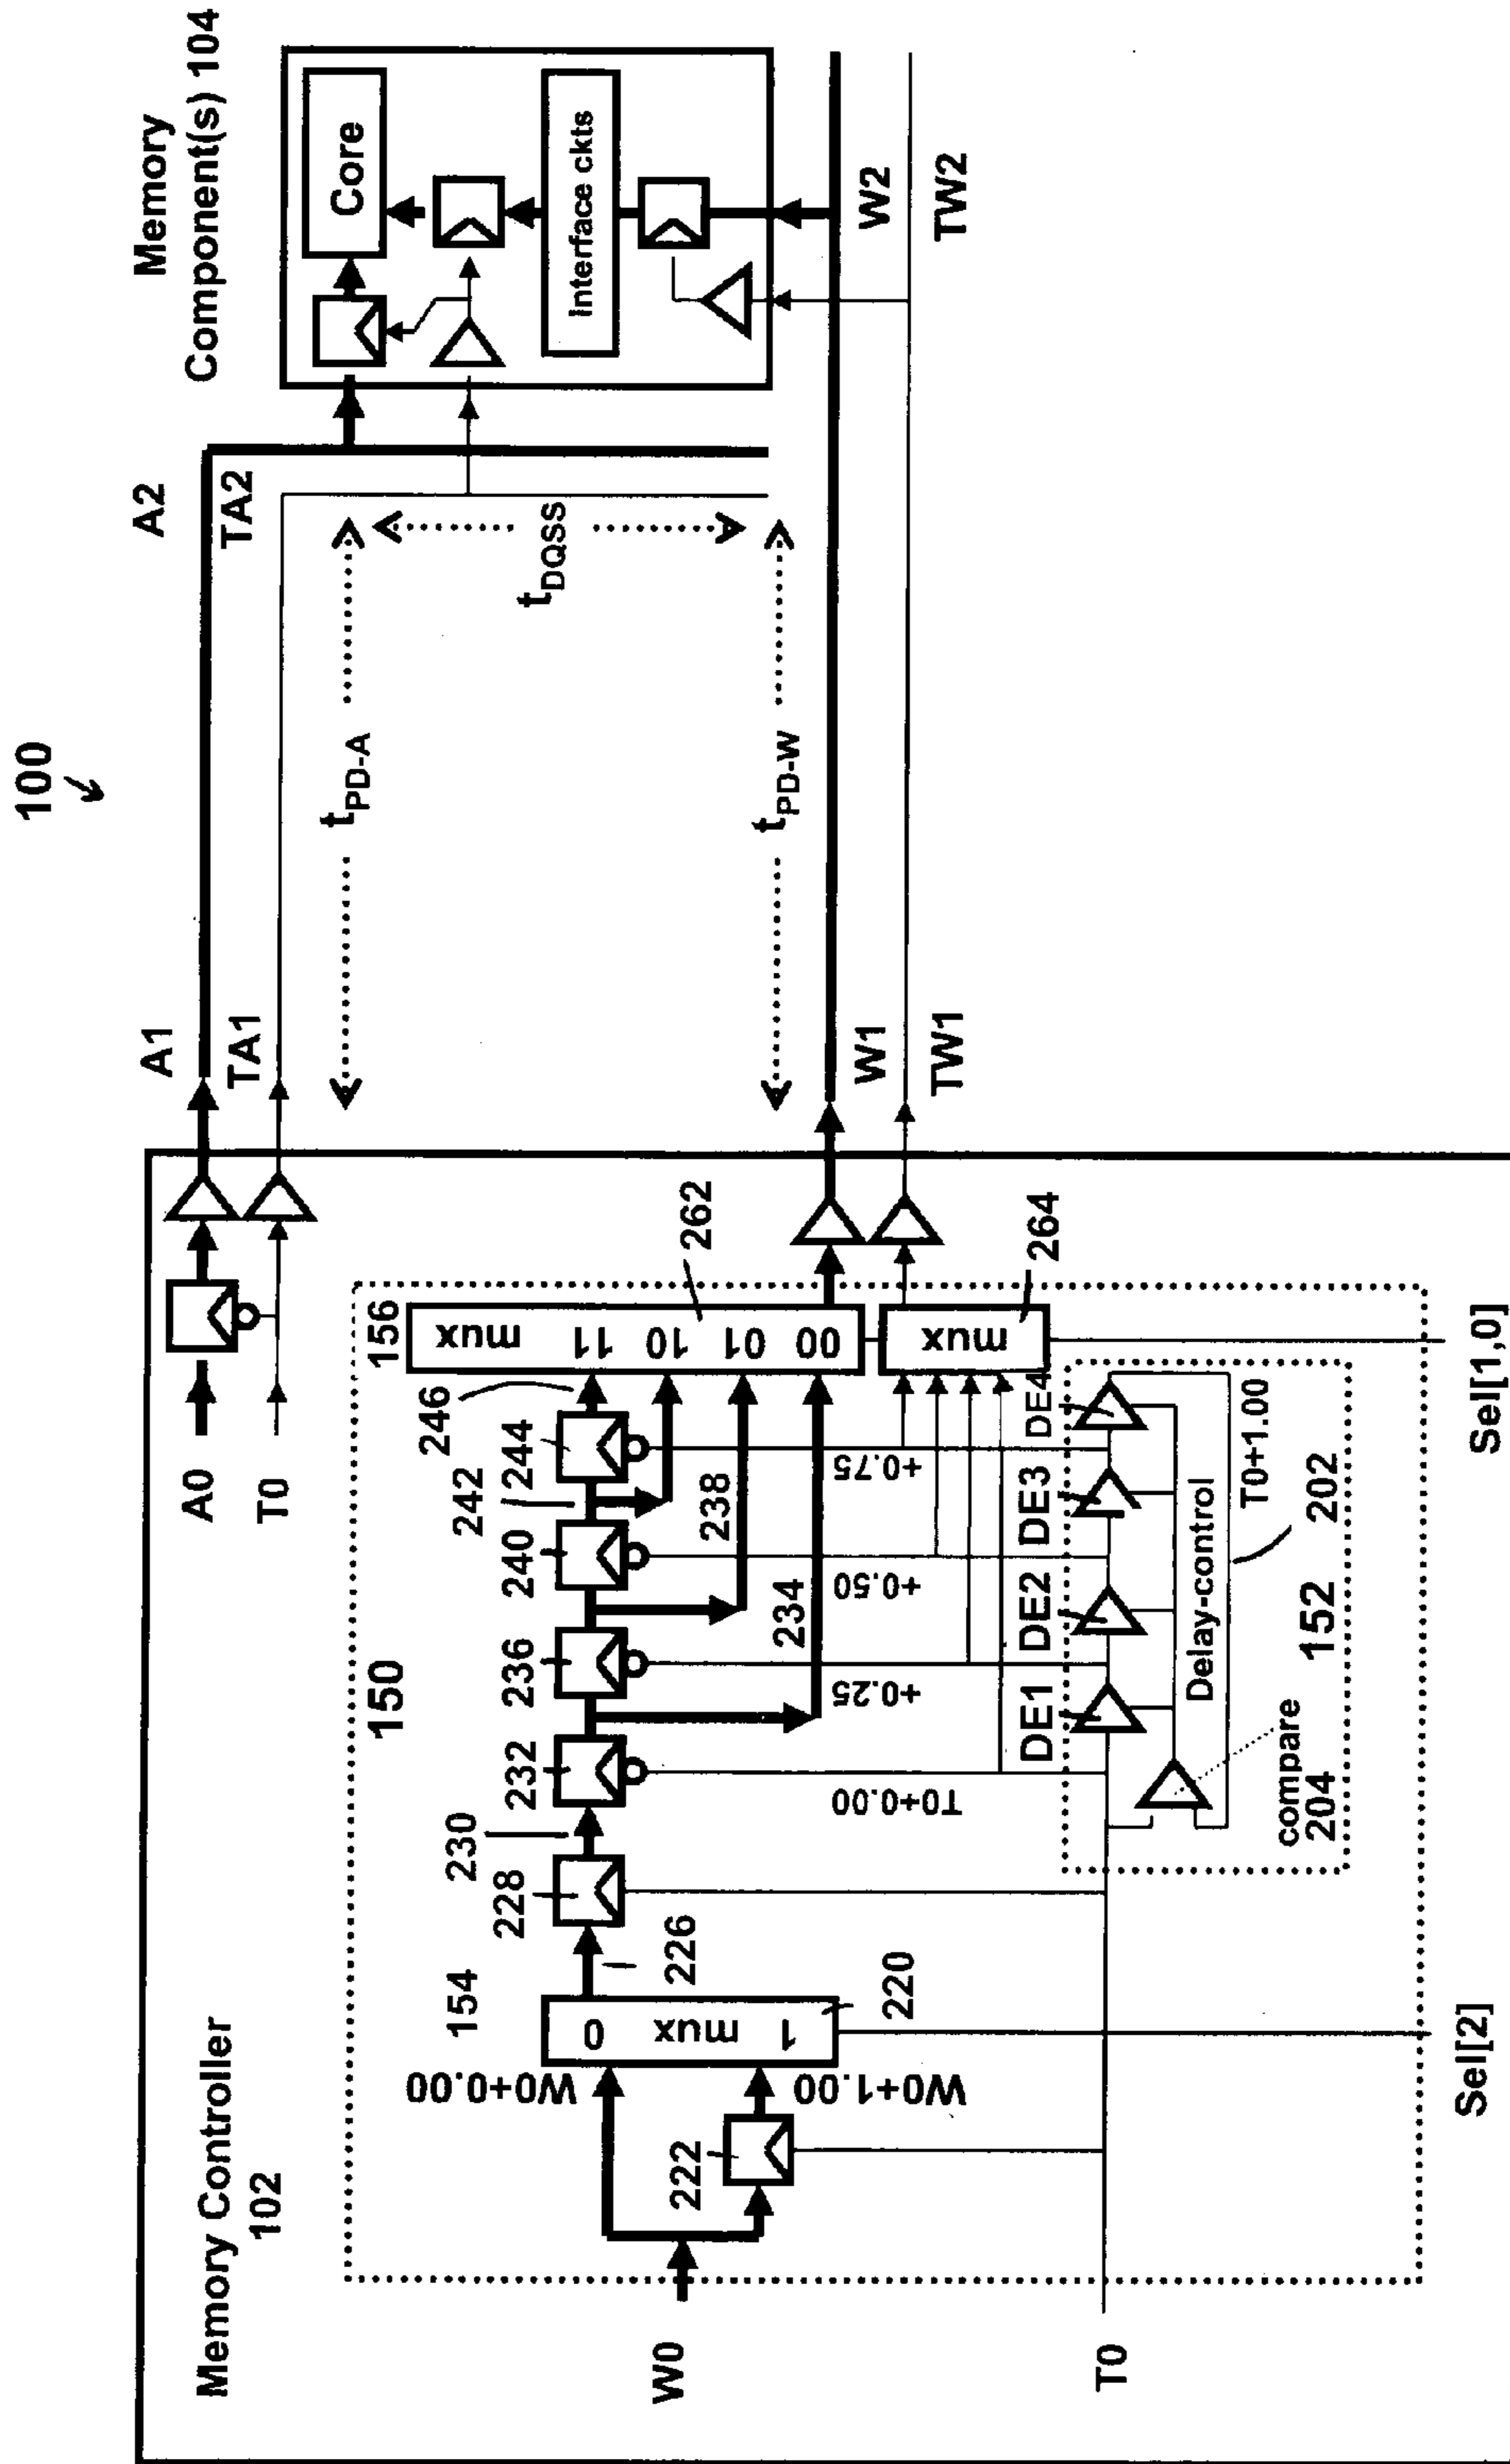 100
Memory Controller
102
A0
T0
A1
TA1
A2
TA2
Memory
Component(s) 104
Core
Interface ckts
tPD-A
tDQSS
tPD-W
W1
TW1
W2
TW2
150
W0
W0+0.00
W0+1.00
222
154
0
mux
1
220
226
228
230
232
236
240
242
244
246
234
238
156
mux
11
10
01
00
262
mux
264
T0+0.00
+0.25
+0.50
+0.75
DE1
DE2
DE3
DE4
Delay-control
T0+1.00
compare
204
152
202
T0
Sel[2]
Sel[1,0]